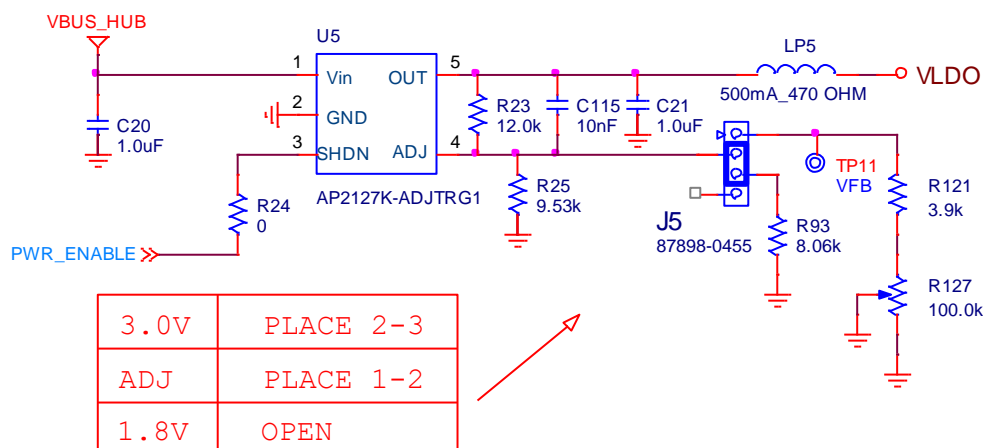 VBUS_HUB
U5
1
Vin
OUT
5
LP5
VLDO
500mA_470 OHM
2
GND
R23
12.0k
C115
10nF
C21
1.0uF
C20
1.0uF
3
SHDN
ADJ
4
TP11
VFB
AP2127K-ADJTRG1
R25
9.53k
R121
3.9k
R24
0
J5
87898-0455
R93
8.06k
PWR_ENABLE
R127
100.0k
3.0V PLACE 2-3
ADJ PLACE 1-2
1.8V OPEN